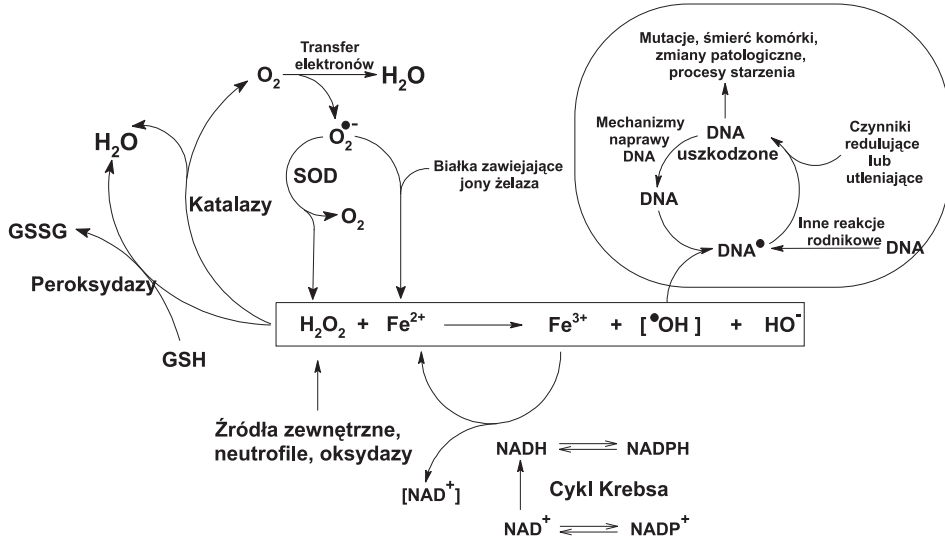 Transfer
elektronów
O2
H2O
O2•-
H2O
SOD
Białka zawiejające
jony żelaza
Katalazy
O2
GSSG
Peroksydazy
GSH
Mutacje, śmierć komórki,
zmiany patologiczne,
procesy starzenia
Mechanizmy
naprawy
DNA
DNA
uszkodzone
Czynniki
redulujące
lub
utleniające
DNA
Inne reakcje
rodnikowe
DNA•
DNA
H2O2 + Fe2+ Fe3+ + [•OH] + HO-
Źródła zewnętrzne,
neutrofile, oksydazy
[NAD+]
NADH NADPH
Cykl Krebsa
NAD+ NADP+